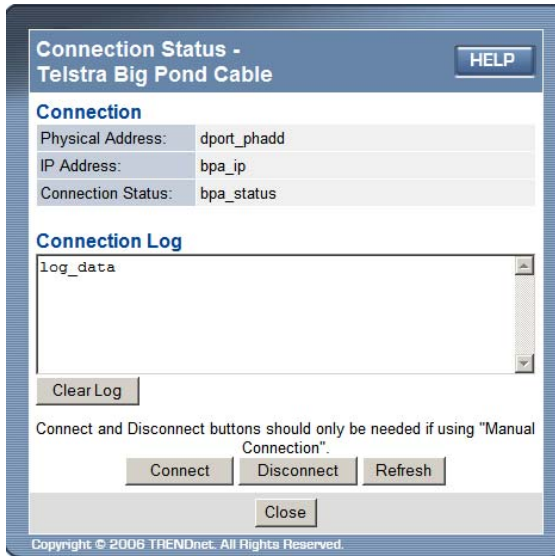 Connection Status -
Telstra Big Pond Cable
HELP
Connection
Physical Address: dport_phadd
IP Address: bpa_ip
Connection Status: bpa_status
Connection Log
log_data
Clear Log
Connect and Disconnect buttons should only be needed if using "Manual
Connection".
Connect Disconnect Refresh
Close
Copyright © 2006 TRENDnet. All Rights Reserved.